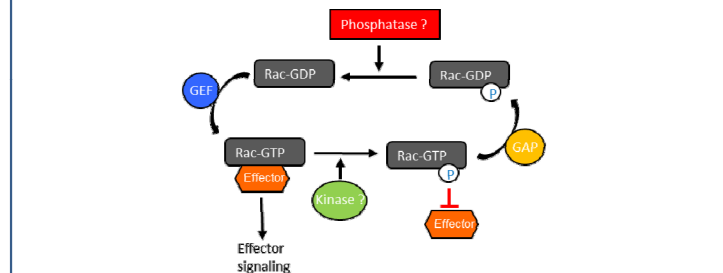 Phosphatase ?
Rac-GDP
Rac-GDP
P
GEF
Rac-GTP
Effector
Rac-GTP
P
GAP
Kinase ?
Effector
Effector
signaling